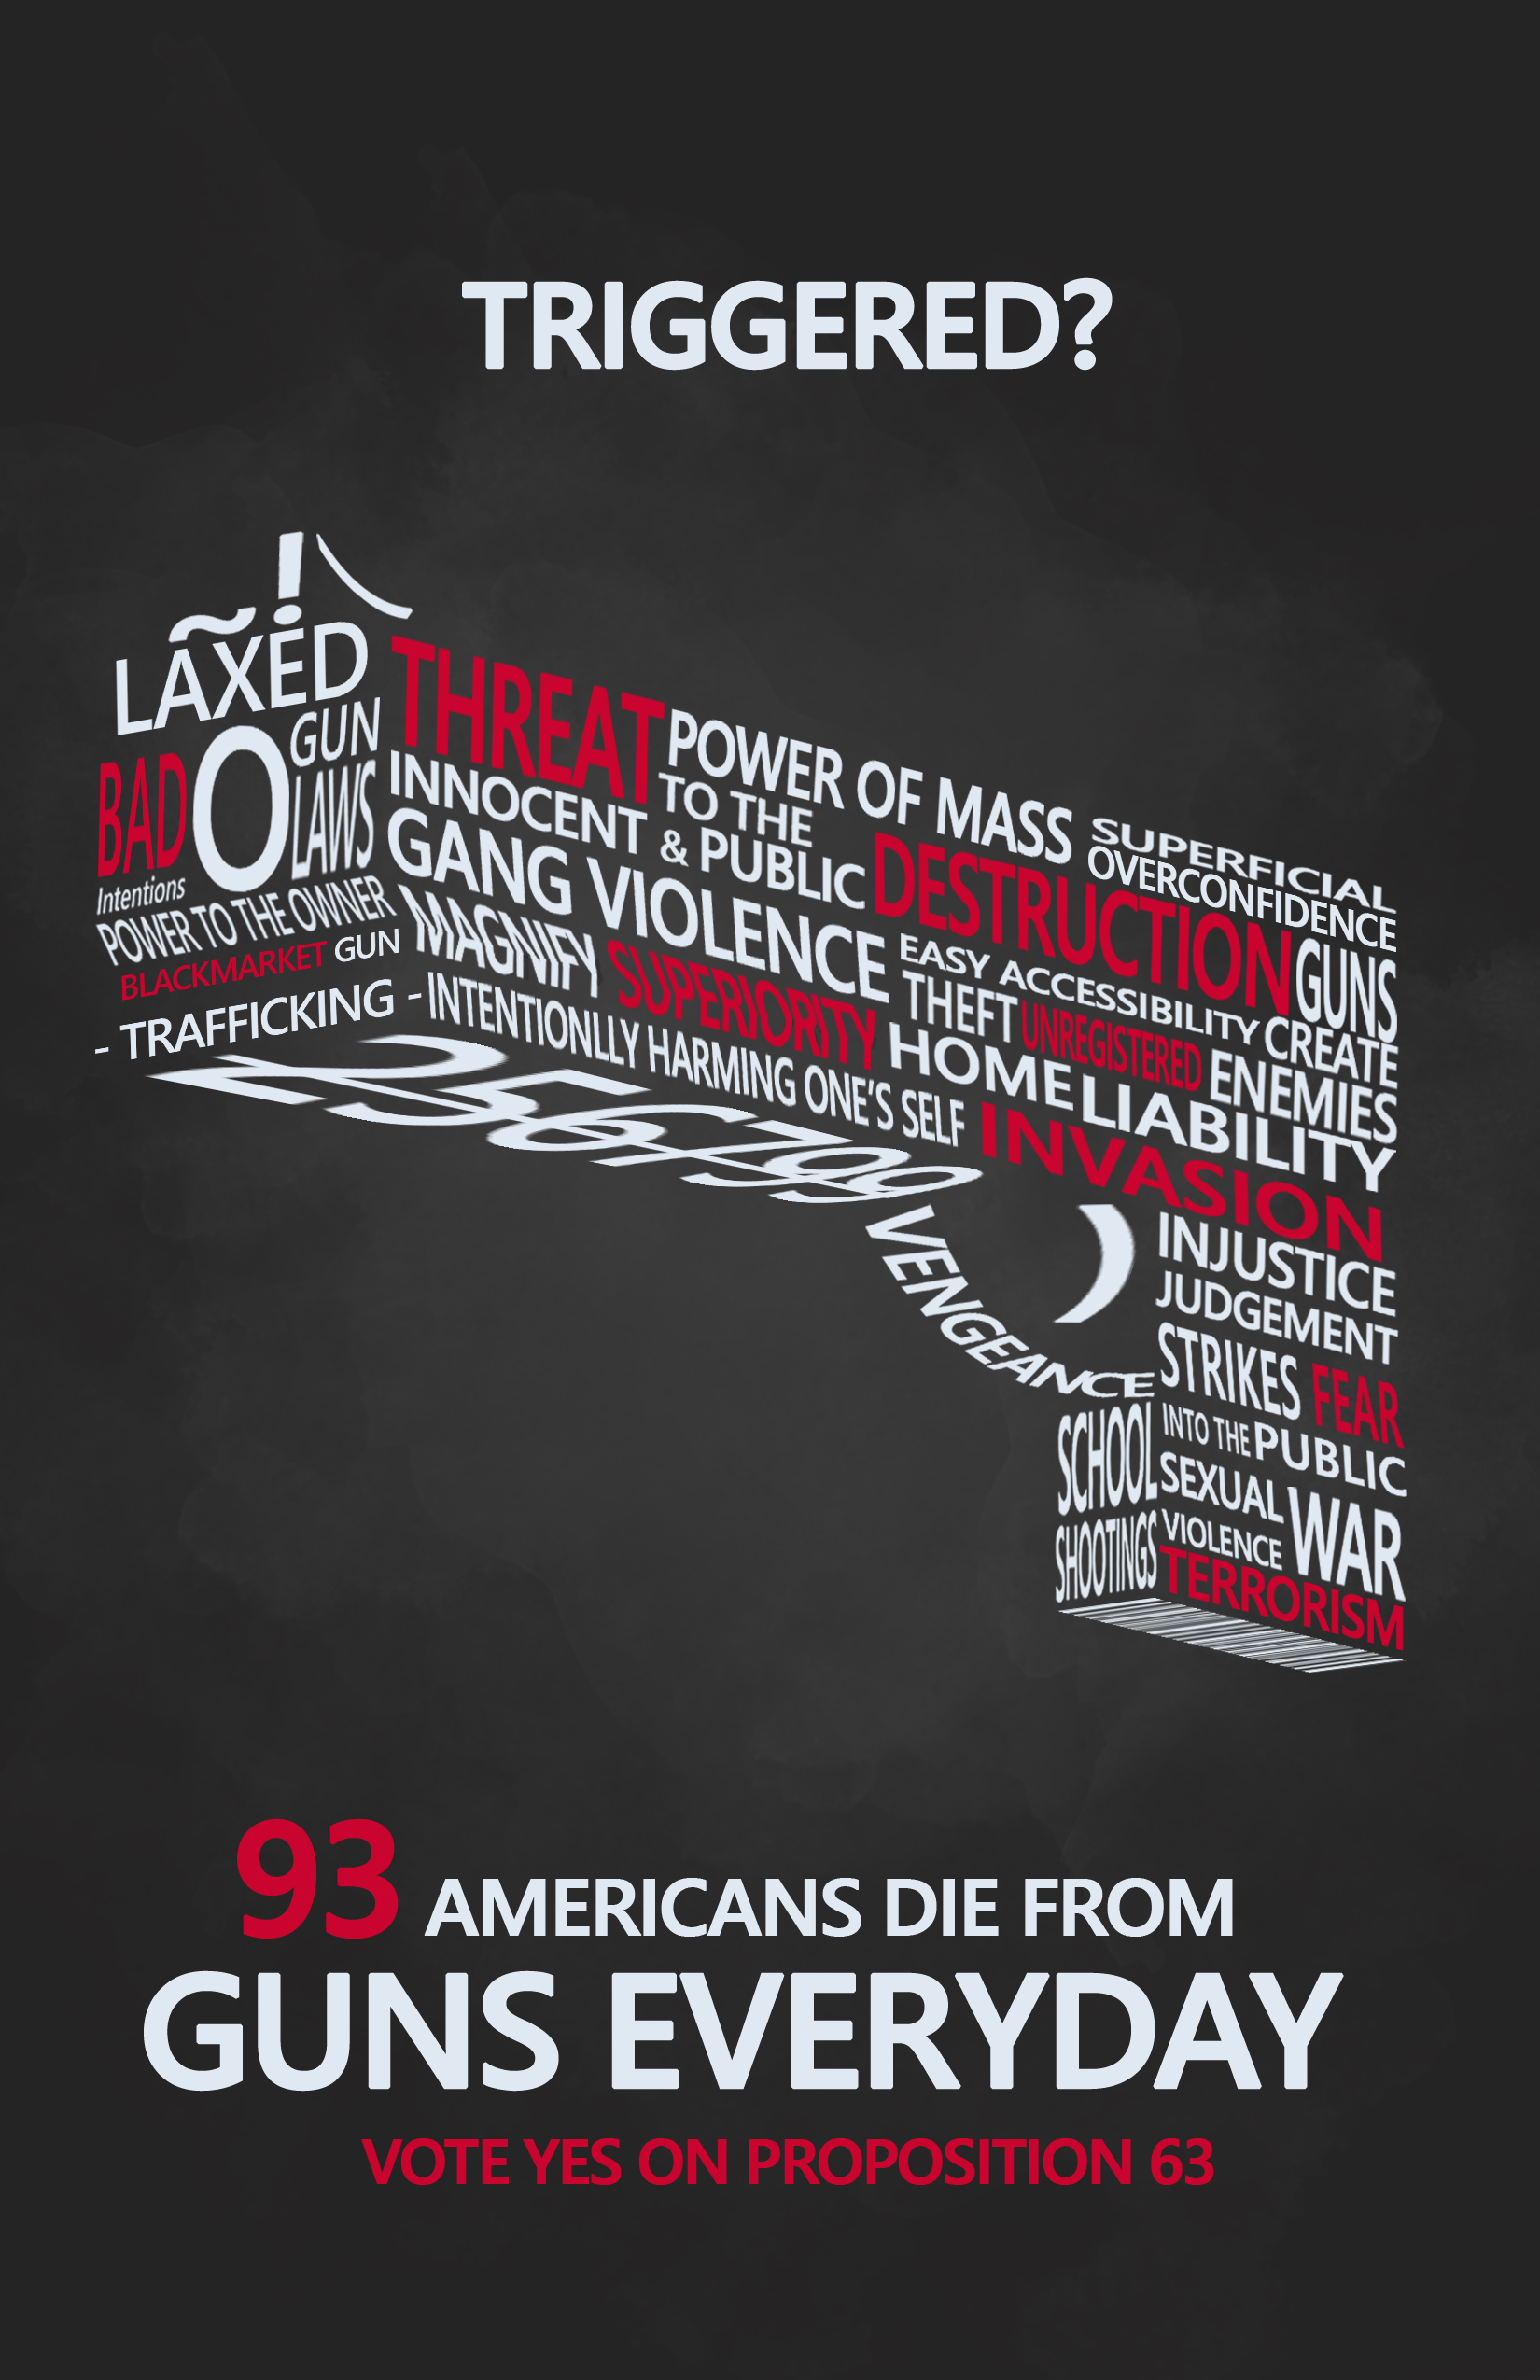 TRIGGERED?
LAXED
BAD
O
GUN
LAWS
Intentions
POWER TO THE OWNER
BLACKMARKET GUN
- TRAFFICKING -
THREAT
INNOCENT
POWER OF MASS
TO THE
& PUBLIC
DESTRUCTION
SUPERFICIAL
OVERCONFIDENCE
GUNS
GANG VIOLENCE
MAGNIFY
SUPERIORITY
EASY ACCESSIBILITY
CREATE
ENEMIES
THEFT
UNREGISTERED
HOME LIABILITY
INTENTIONLLY HARMING ONE'S SELF
INVASION
VENGEANCE
)
INJUSTICE
JUDGEMENT
STRIKES FEAR
INTO THE PUBLIC
SCHOOL
SHOOTINGS
SEXUAL
VIOLENCE
WAR
TERRORISM
93 AMERICANS DIE FROM
GUNS EVERYDAY
VOTE YES ON PROPOSITION 63